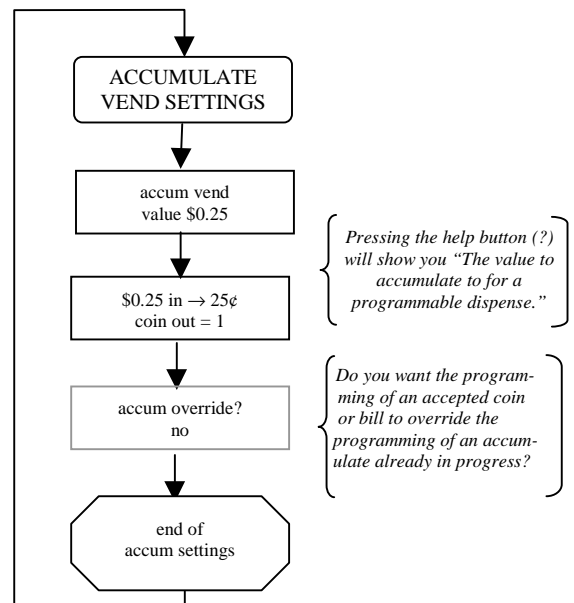 ACCUMULATE
VEND SETTINGS
accum vend
value $0.25
Pressing the help button (?)
will show you “The value to
accumulate to for a
programmable dispense.”
$0.25 in → 25¢
coin out = 1
accum override?
no
Do you want the program-
ming of an accepted coin
or bill to override the
programming of an accum-
ulate already in progress?
end of
accum settings